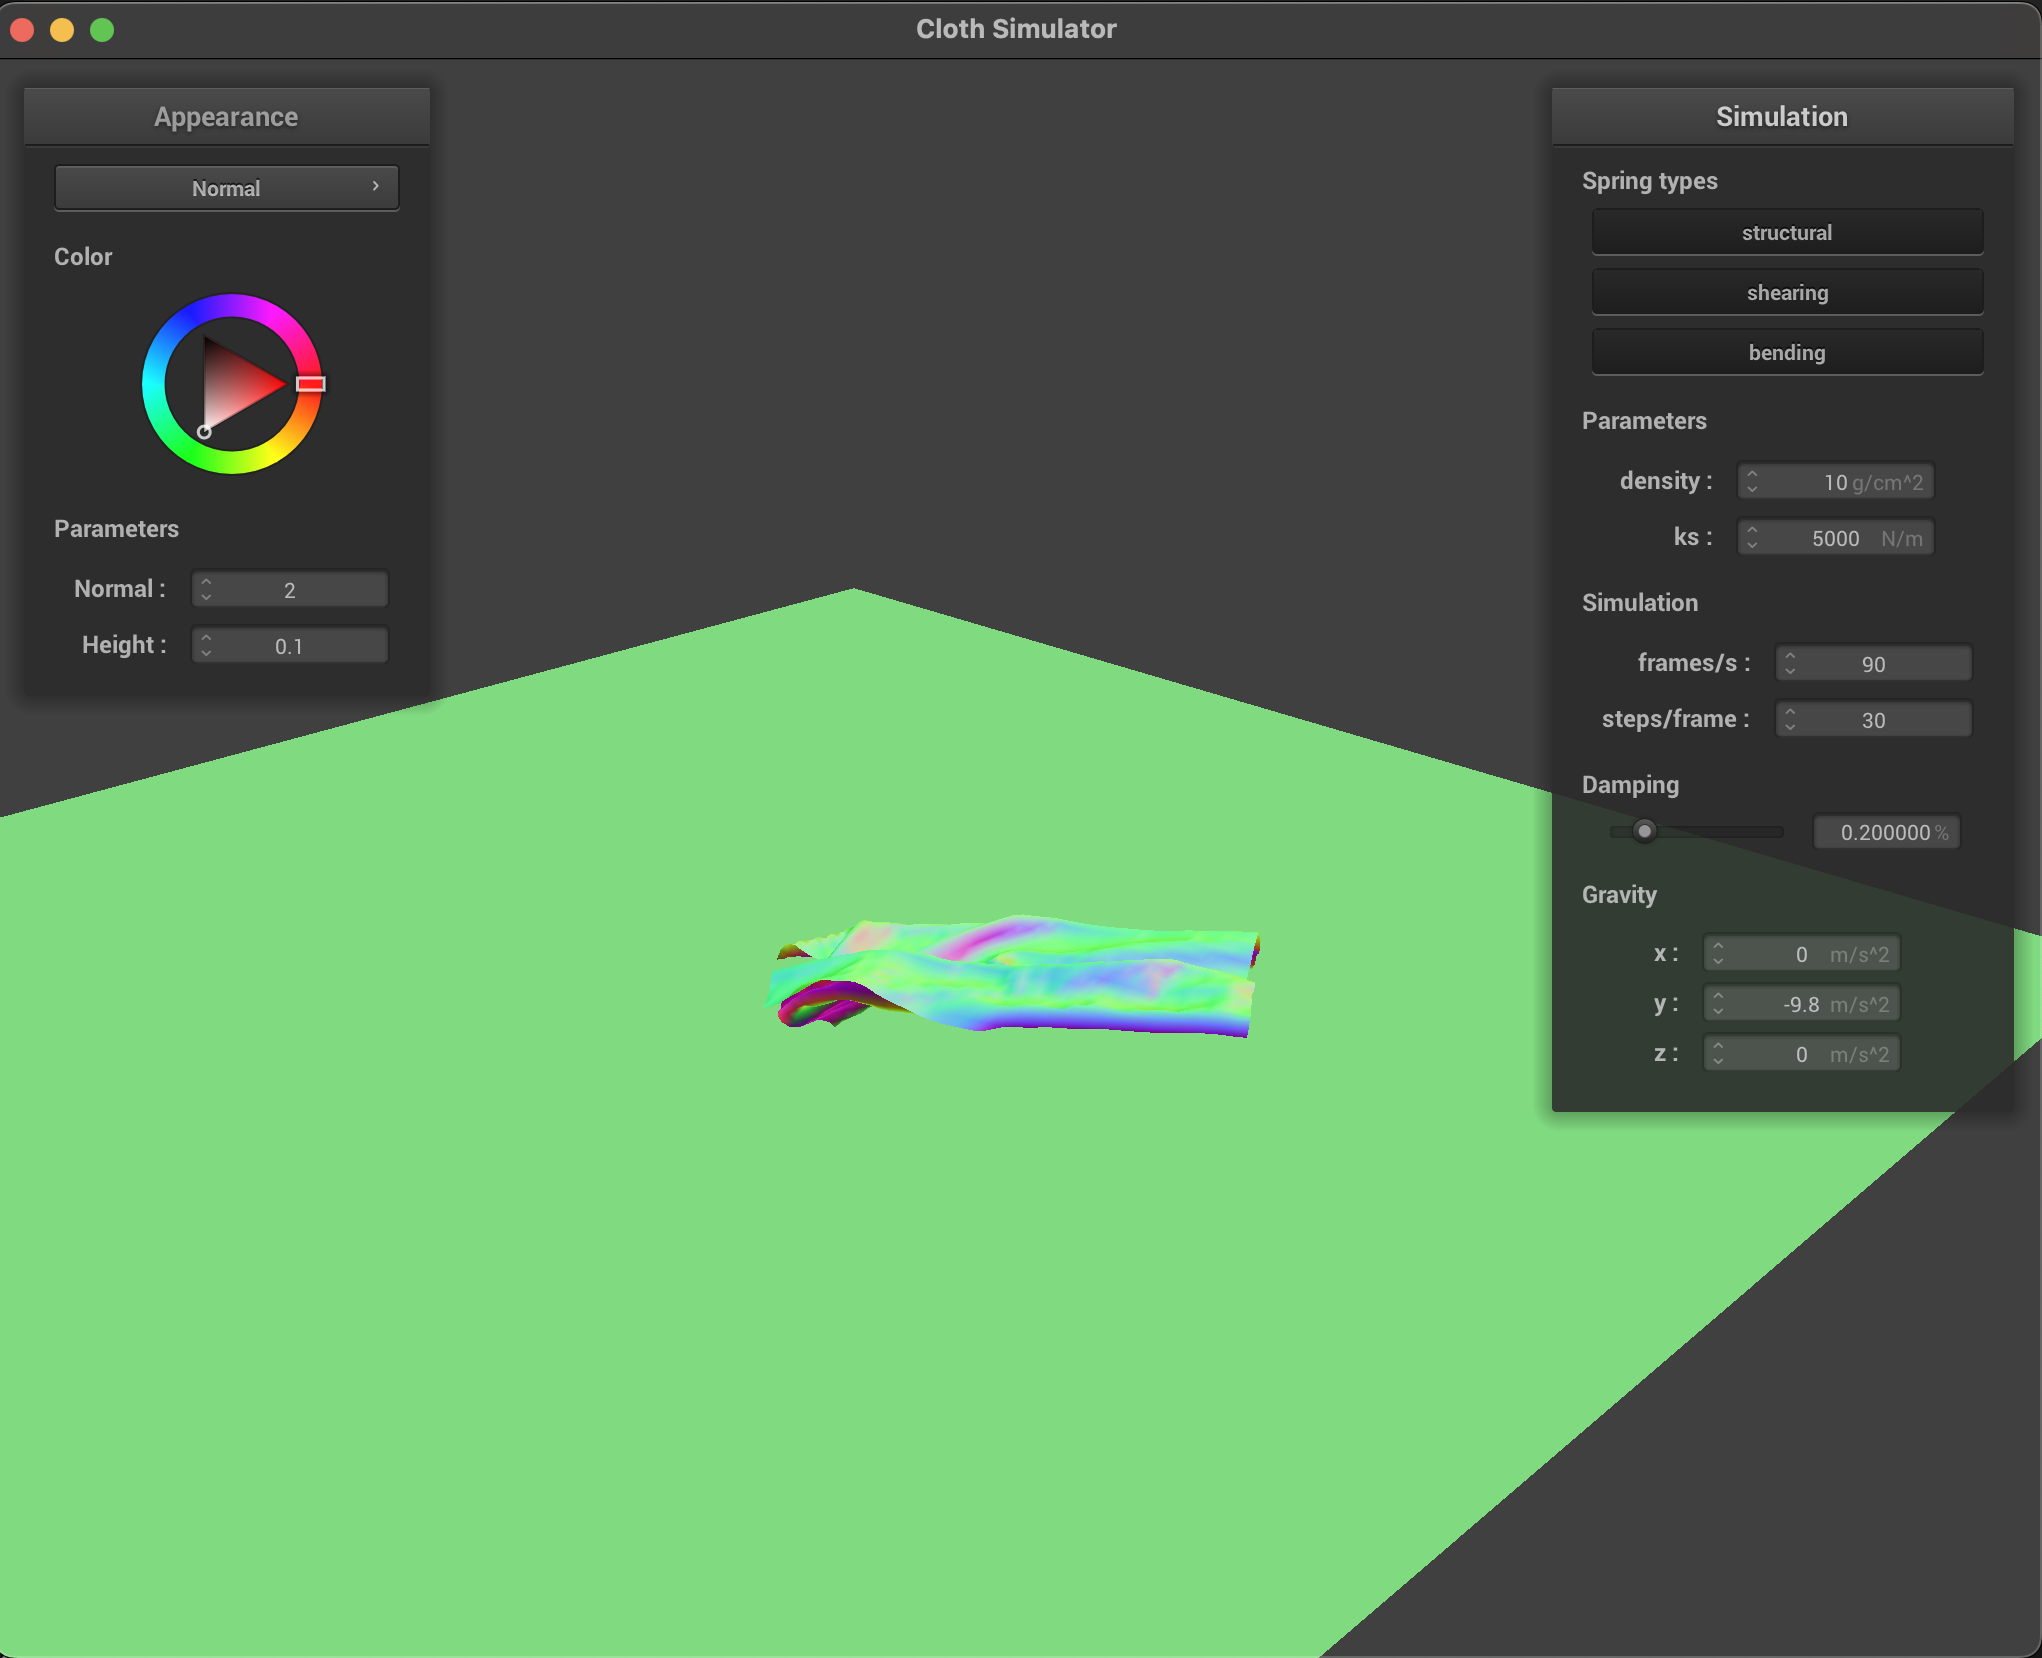 Cloth Simulator
Appearance
Normal
Color
Parameters
Normal : 2
Height : 0.1
Simulation
Spring types
structural
shearing
bending
Parameters
density : 10 g/cm^2
ks : 5000 N/m
Simulation
frames/s : 90
steps/frame : 30
Damping
0.200000 %
Gravity
x : 0 m/s^2
y : -9.8 m/s^2
z : 0 m/s^2